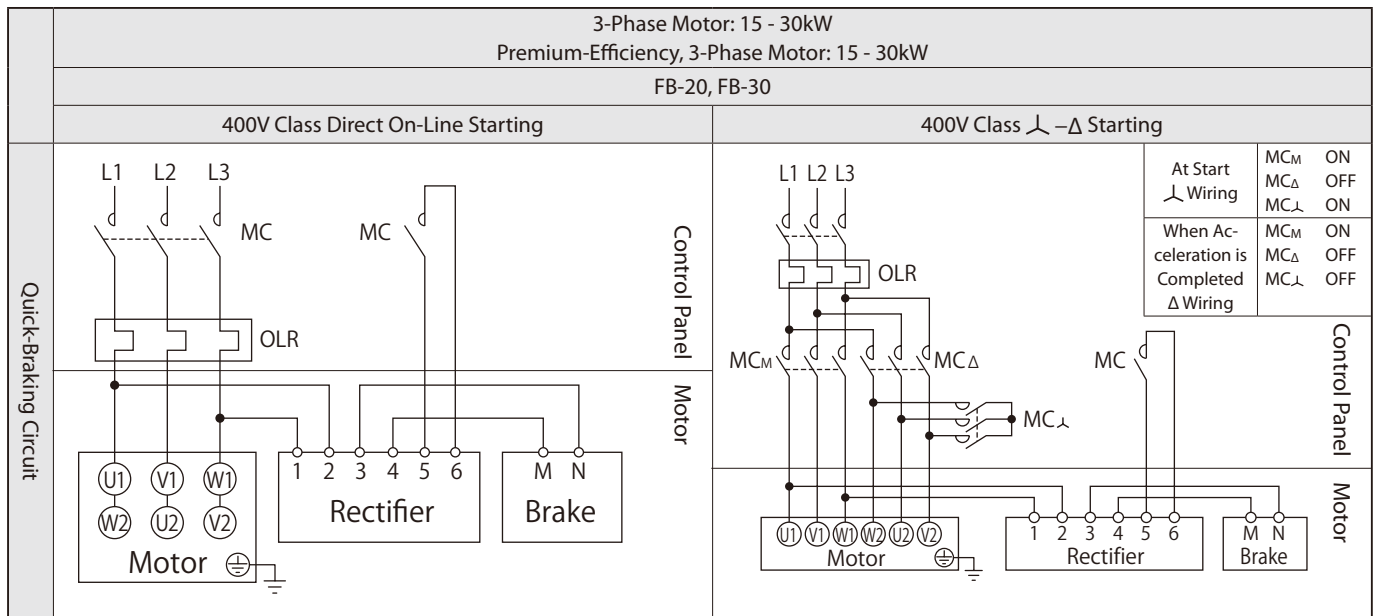 3-Phase Motor: 15 - 30kW
Premium-Efficiency, 3-Phase Motor: 15 - 30kW
FB-20, FB-30
400V Class Direct On-Line Starting
400V Class ⅄ –Δ Starting
Quick-Braking Circuit
L1 L2 L3
MC
MC
OLR
Control Panel
Motor
U1 V1 W1
W2 U2 V2
Motor
1 2 3 4 5 6
Rectifier
M N
Brake
At Start
⅄ Wiring
MCM ON
MCΔ OFF
MC⅄ ON
When Ac-
celeration is
Completed
Δ Wiring
MCM ON
MCΔ OFF
MC⅄ OFF
L1 L2 L3
OLR
MCM
MCΔ
MC
MC⅄
Control Panel
Motor
U1 V1 W1 W2 U2 V2
Motor
1 2 3 4 5 6
Rectifier
M N
Brake